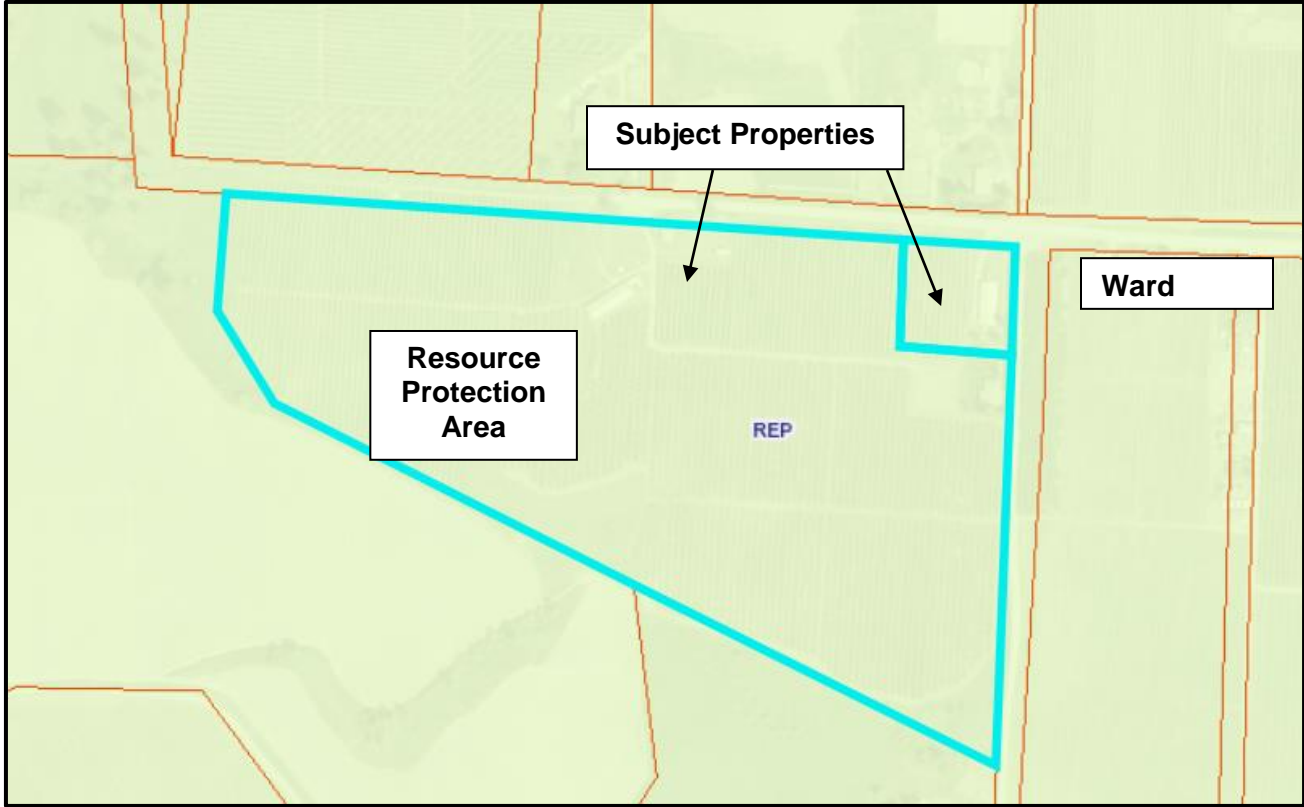 Subject Properties
Ward
Resource
Protection
Area
REP